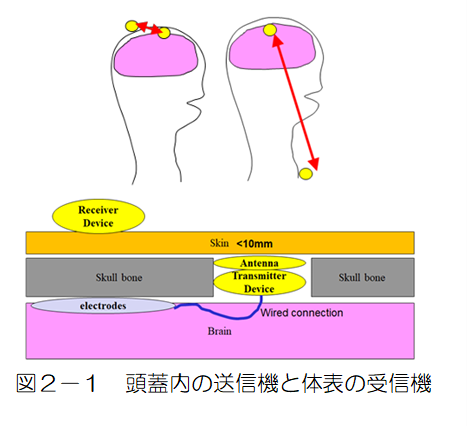 Receiver
Device
Skin <10mm
Antenna
Skull bone
Transmitter
Device
Skull bone
electrodes
Wired connection
Brain
図２－１　頭蓋内の送信機と体表の受信機